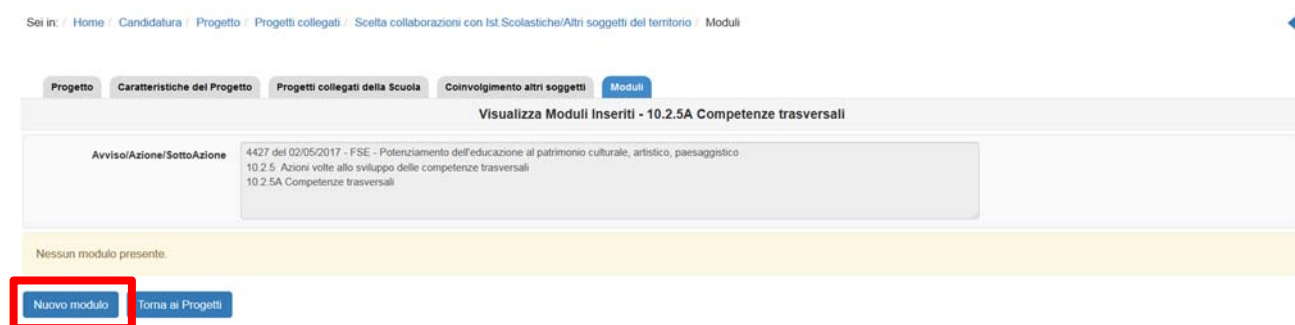 Sei in: / Home / Candidatura / Progetto / Progetti collegati / Scelta collaborazioni con Ist.Scolastiche/Altri soggetti del territorio / Moduli
Progetto Caratteristiche del Progetto Progetti collegati della Scuola Coinvolgimento altri soggetti Moduli
Visualizza Moduli Inseriti - 10.2.5A Competenze trasversali
Avviso/Azione/SottoAzione 4427 del 02/05/2017 - FSE - Potenziamento dell'educazione al patrimonio culturale, artistico, paesaggistico
10.2.5 Azioni volte allo sviluppo delle competenze trasversali
10.2.5A Competenze trasversali
Nessun modulo presente.
Nuovo modulo Torna ai Progetti